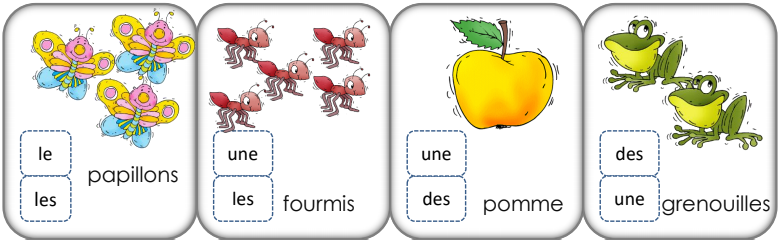 le
les
papillons
une
les
fourmis
une
des
pomme
des
une
grenouilles